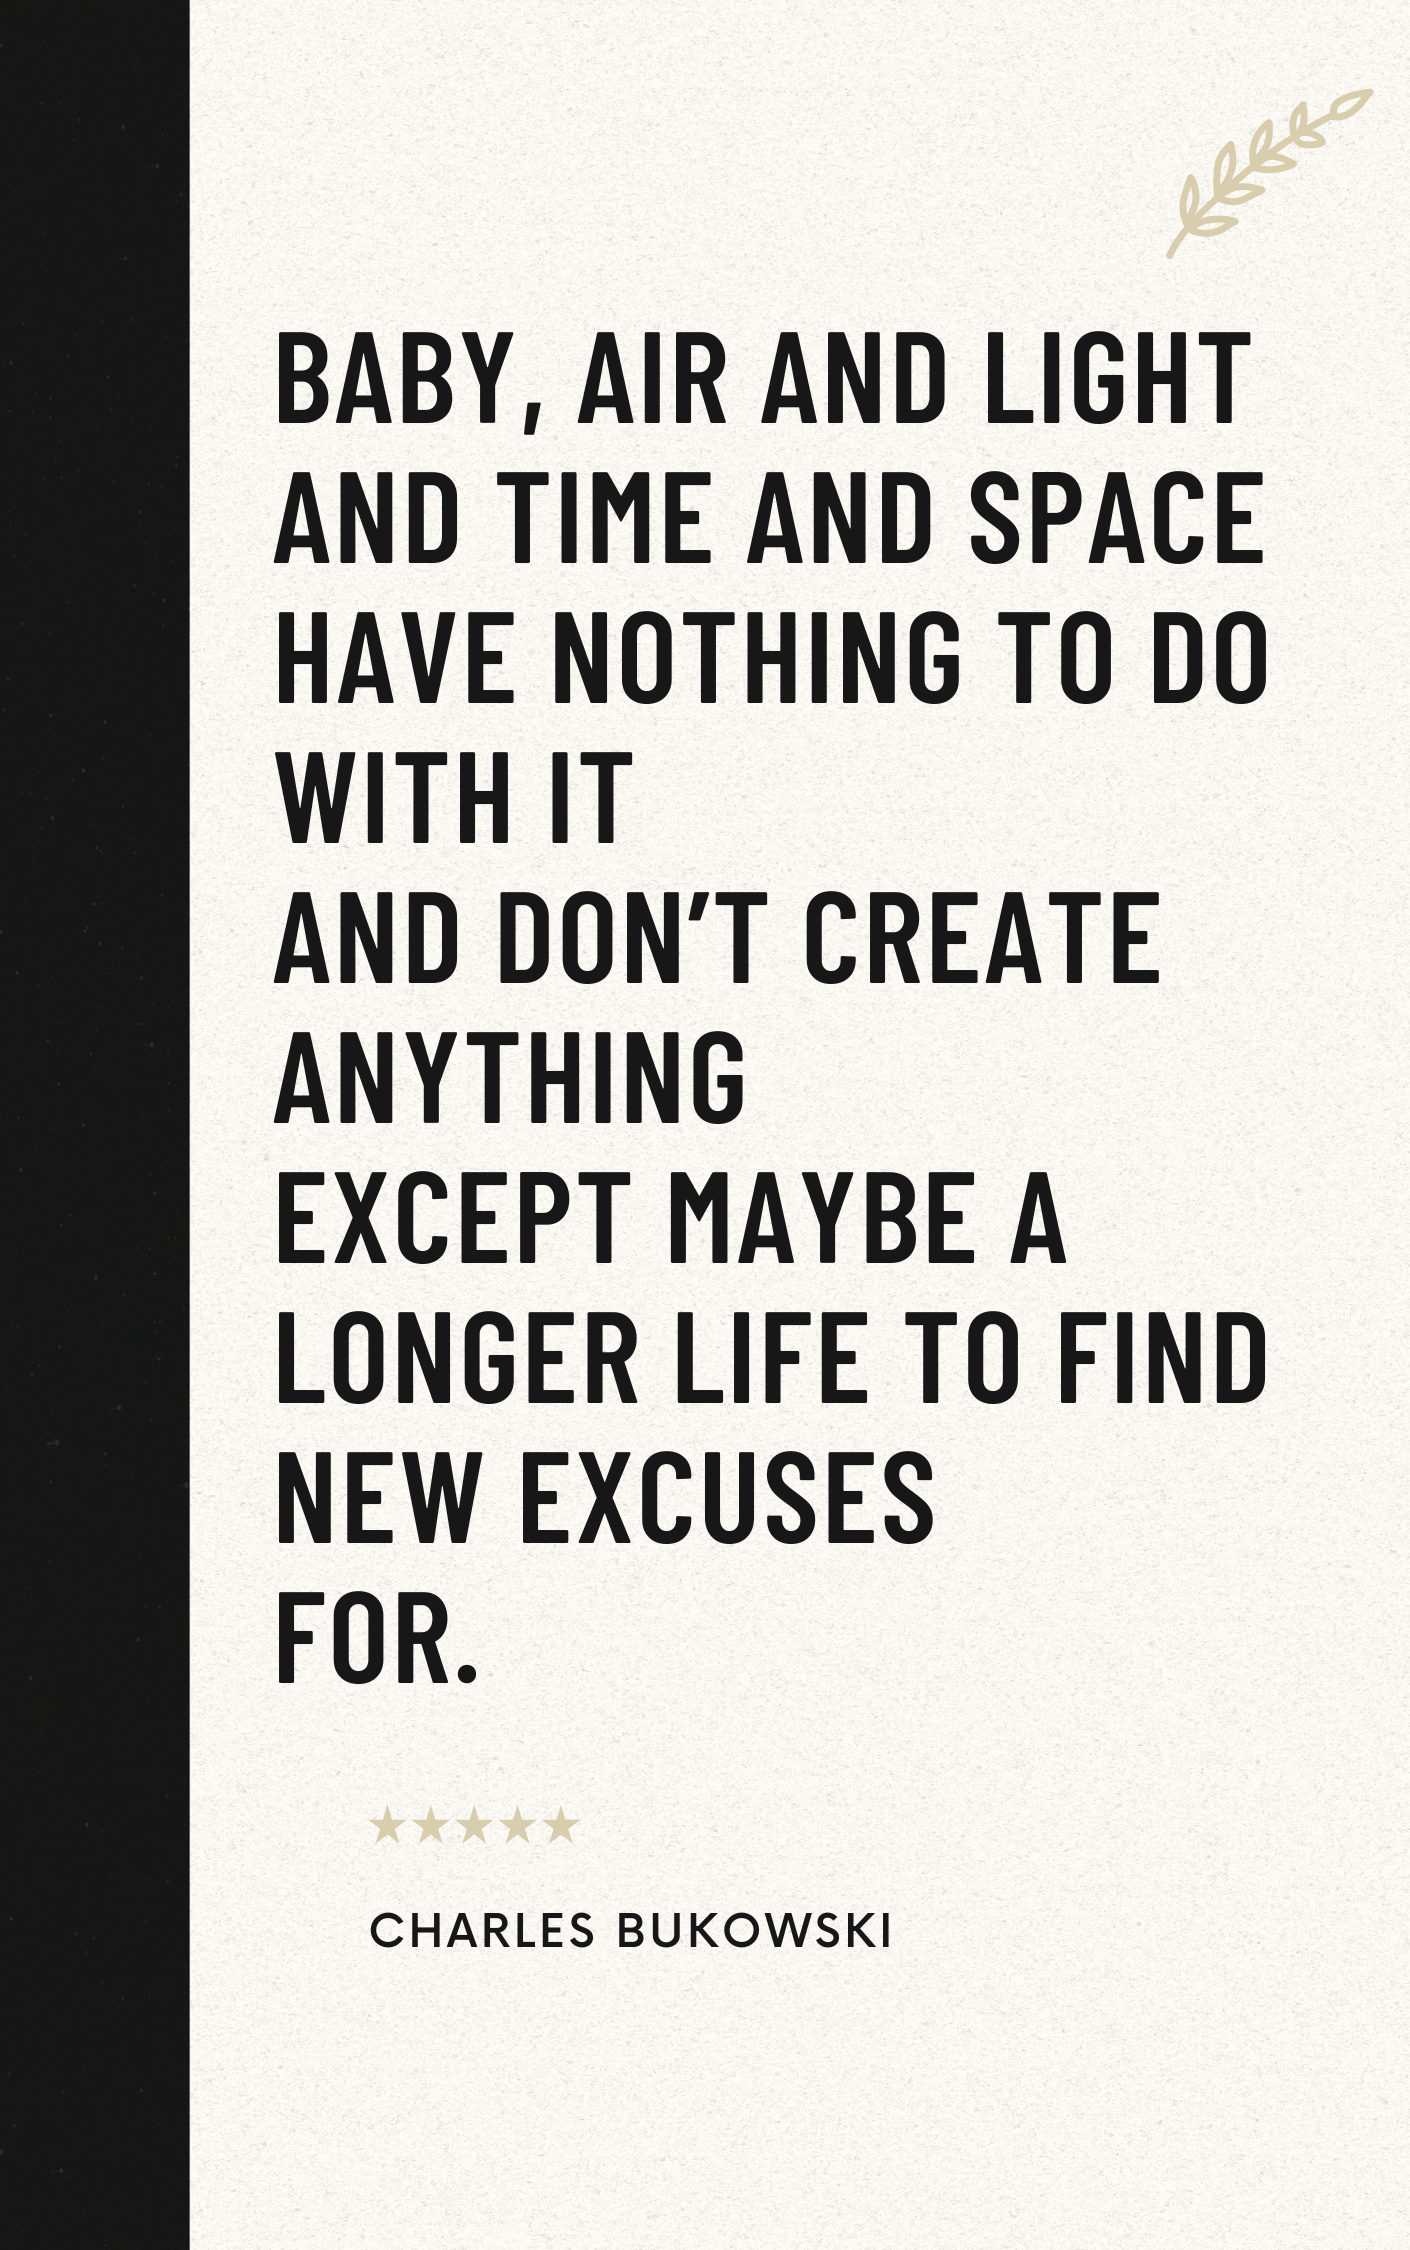 BABY, AIR AND LIGHT
AND TIME AND SPACE
HAVE NOTHING TO DO
WITH IT
AND DON’T CREATE
ANYTHING
EXCEPT MAYBE A
LONGER LIFE TO FIND
NEW EXCUSES
FOR.
CHARLES BUKOWSKI